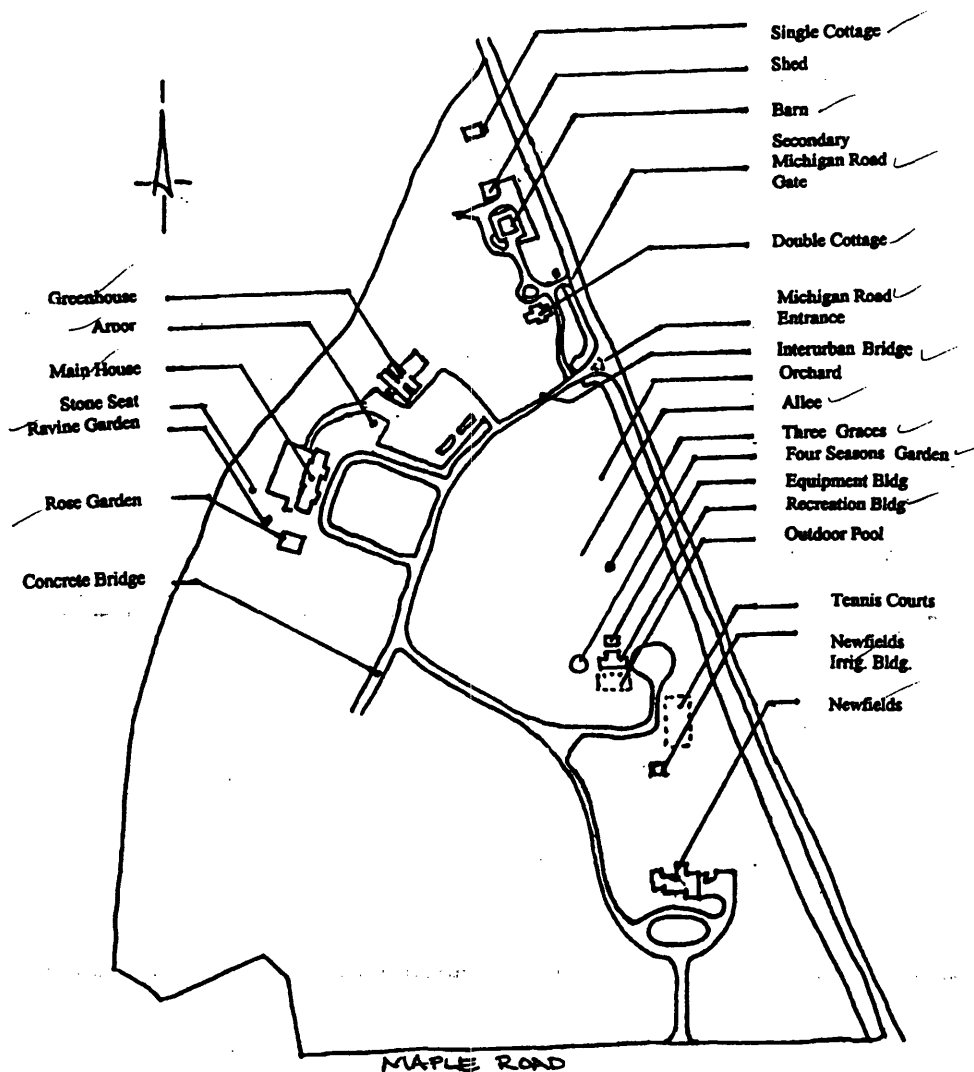 Single Cottage
Shed
Barn
Secondary
Michigan Road
Gate
Double Cottage
Michigan Road
Entrance
Interurban Bridge
Orchard
Allee
Three Graces
Four Seasons Garden
Equipment Bldg
Recreation Bldg
Outdoor Pool
Tennis Courts
Newfields
Irrig. Bldg.
Newfields
Greenhouse
Arbor
Main House
Stone Seat
Ravine Garden
Rose Garden
Concrete Bridge
MAPLE ROAD